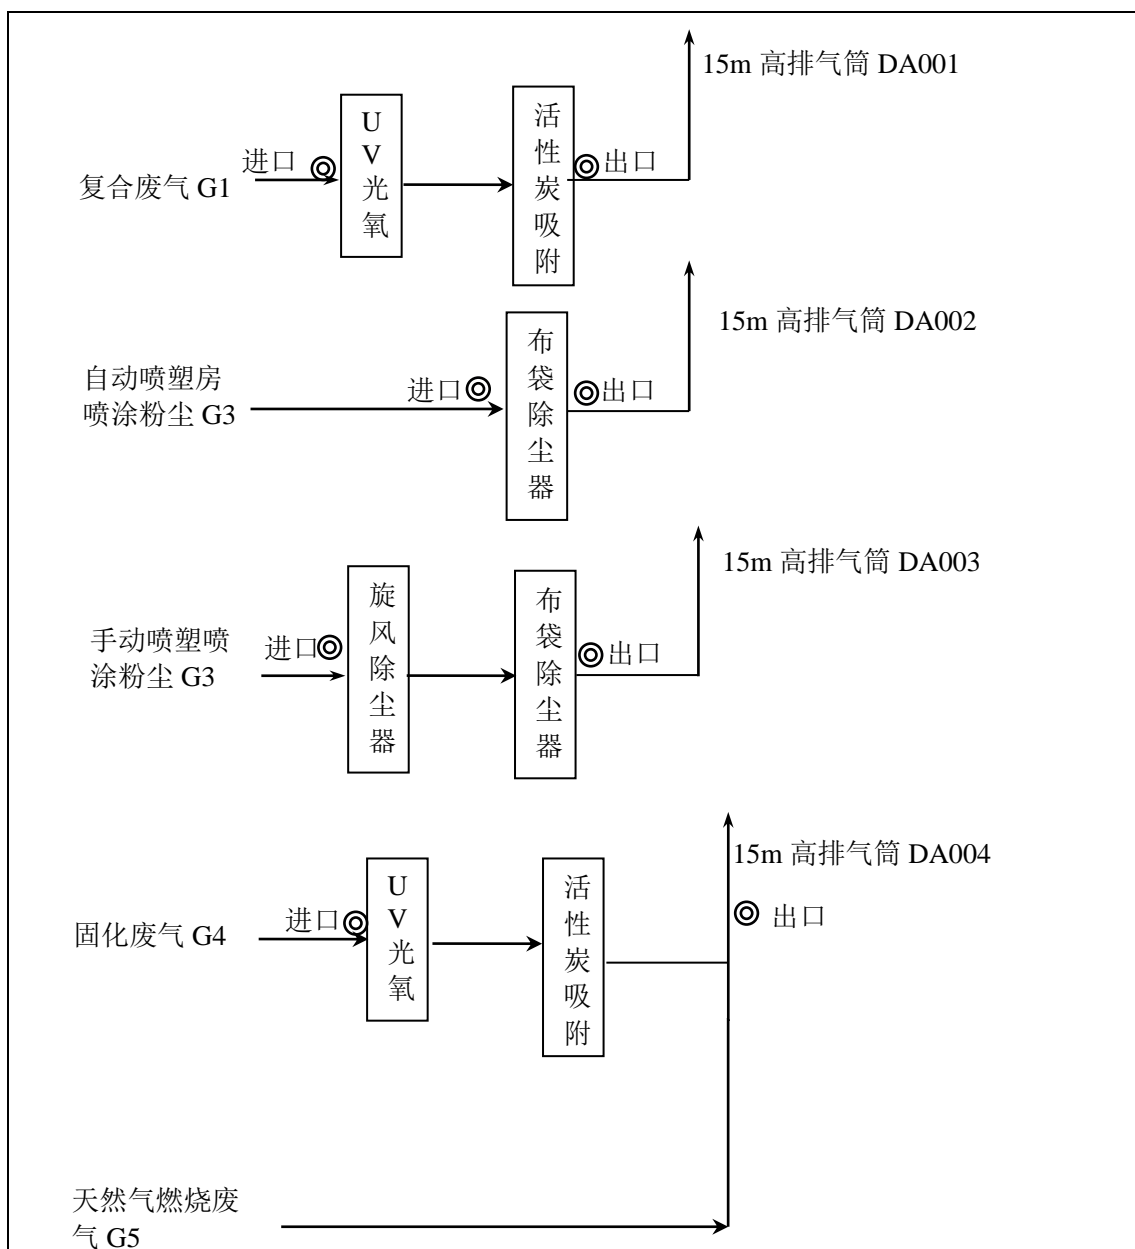 15m 高排气筒 DA001
进口
UV光氧
活性炭吸附
出口
复合废气 G1
15m 高排气筒 DA002
自动喷塑房
喷涂粉尘 G3
进口
布袋除尘器
出口
15m 高排气筒 DA003
手动喷塑喷
涂粉尘 G3
进口
旋风除尘器
布袋除尘器
出口
15m 高排气筒 DA004
固化废气 G4
进口
UV光氧
活性炭吸附
出口
天然气燃烧废
气 G5